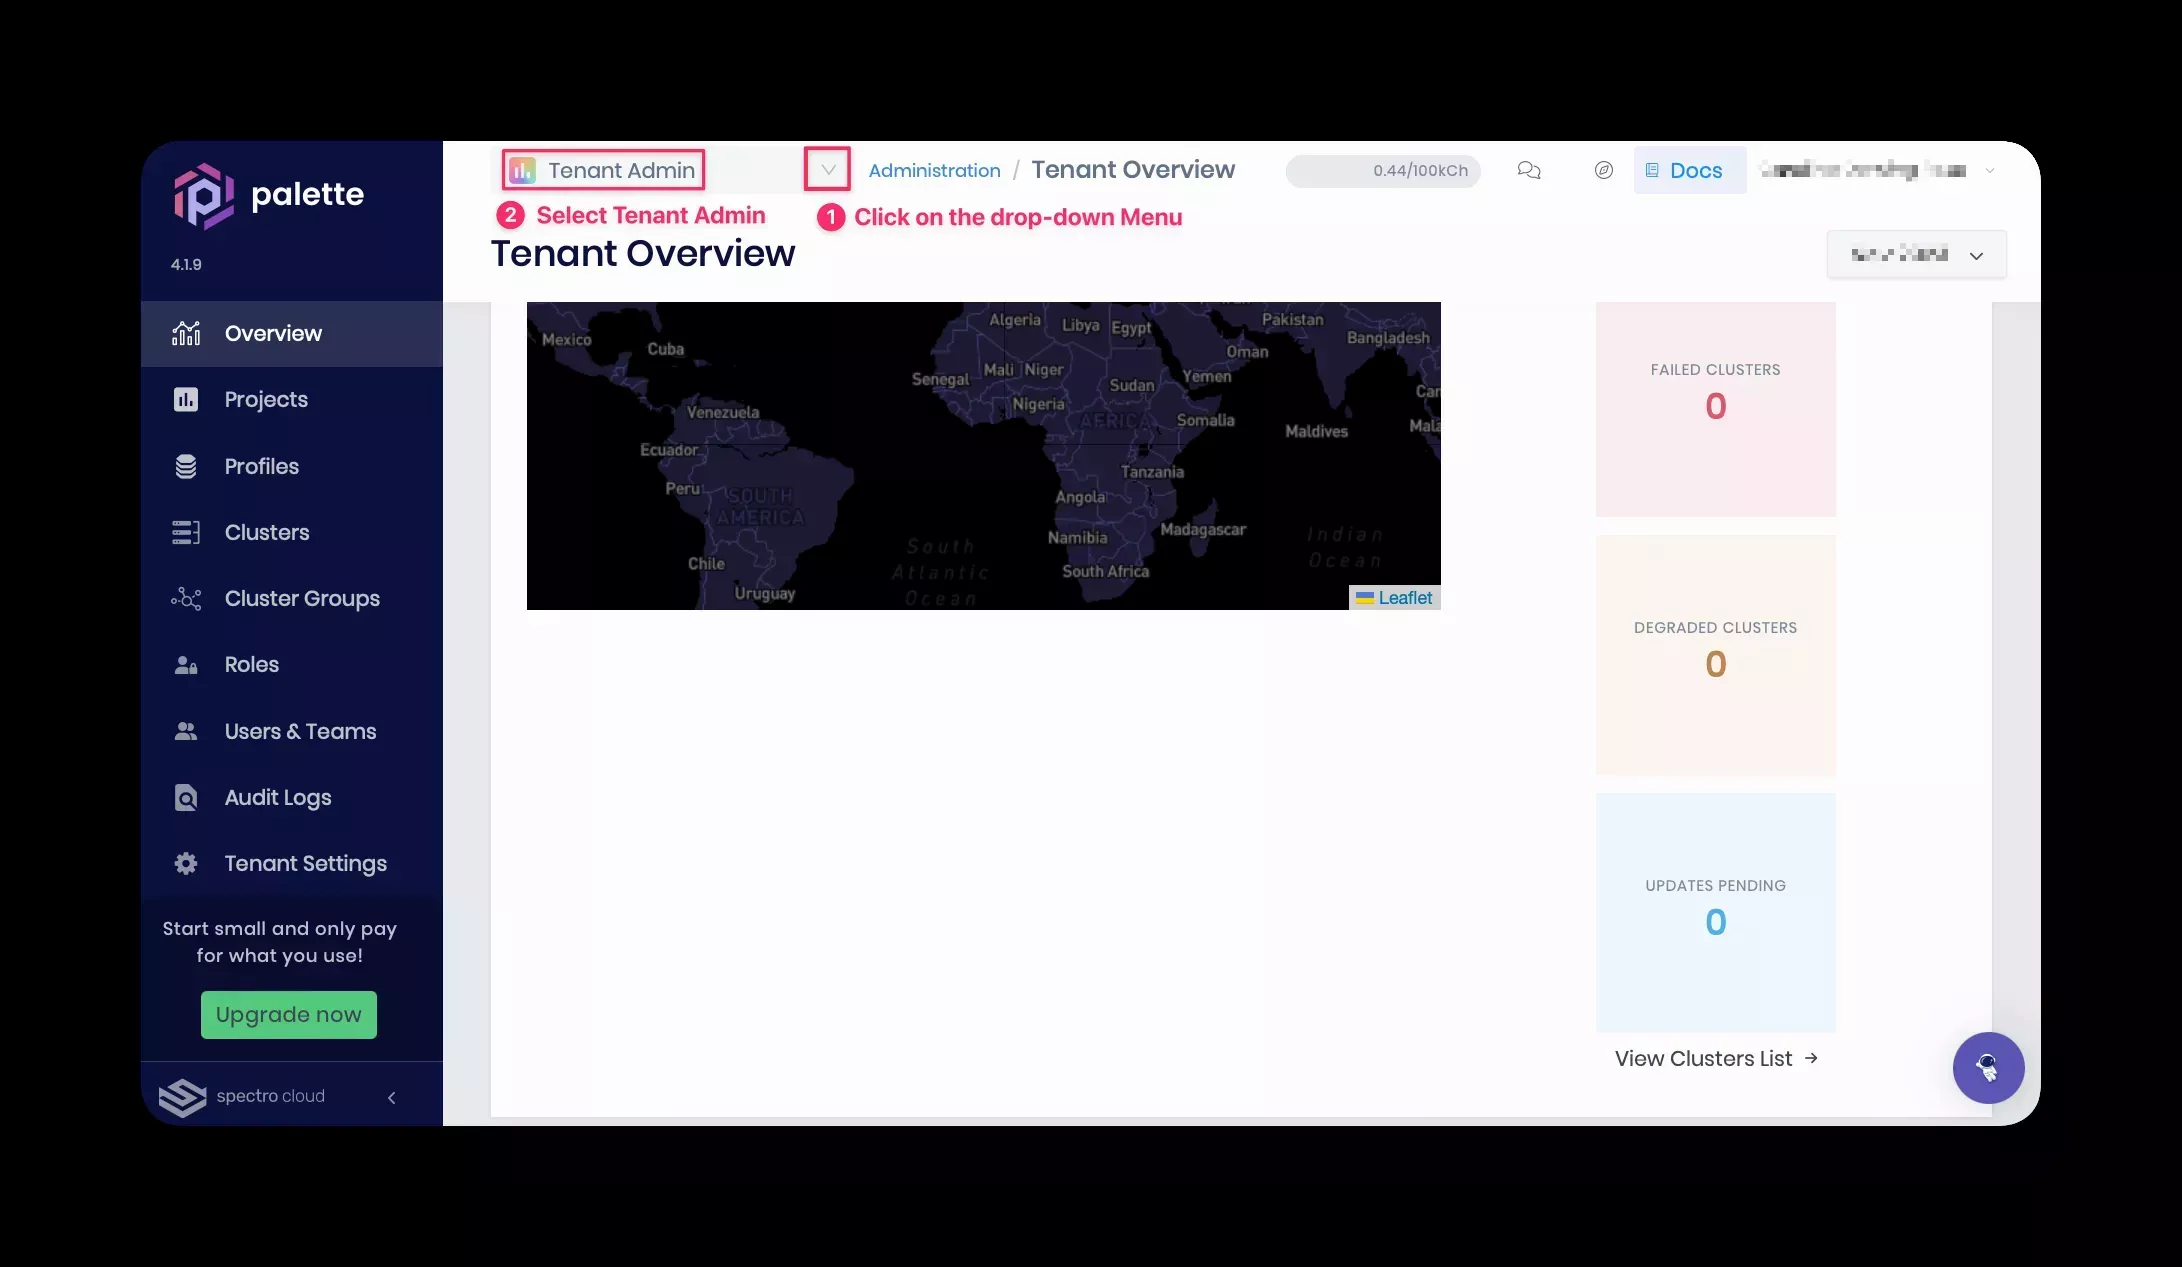 palette
4.1.9
Overview
Projects
Profiles
Clusters
Cluster Groups
Roles
Users & Teams
Audit Logs
Tenant Settings
Start small and only pay
for what you use!
Upgrade now
spectro cloud
Tenant Admin
Administration / Tenant Overview
0.44/100kCh
Docs
2 Select Tenant Admin
1 Click on the drop-down Menu
Tenant Overview
Algeria
Libya
Egypt
Pakistan
Mexico
Cuba
Oman
Bangladesh
Senegal
Mali
Niger
Sudan
Yemen
Venezuela
Nigeria
AFRICA
Somalia
Maldives
Ecuador
Tanzania
Peru
SOUTH
AMERICA
Angola
Madagascar
Namibia
Indian
Ocean
South
Atlantic
Ocean
Chile
South Africa
Uruguay
Leaflet
FAILED CLUSTERS
0
DEGRADED CLUSTERS
0
UPDATES PENDING
0
View Clusters List →